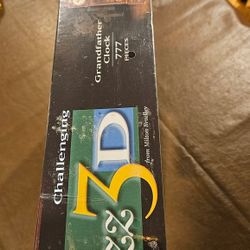 Challenging
3D
from Milton Bradley
Grandfather
Clock
777
PIECES